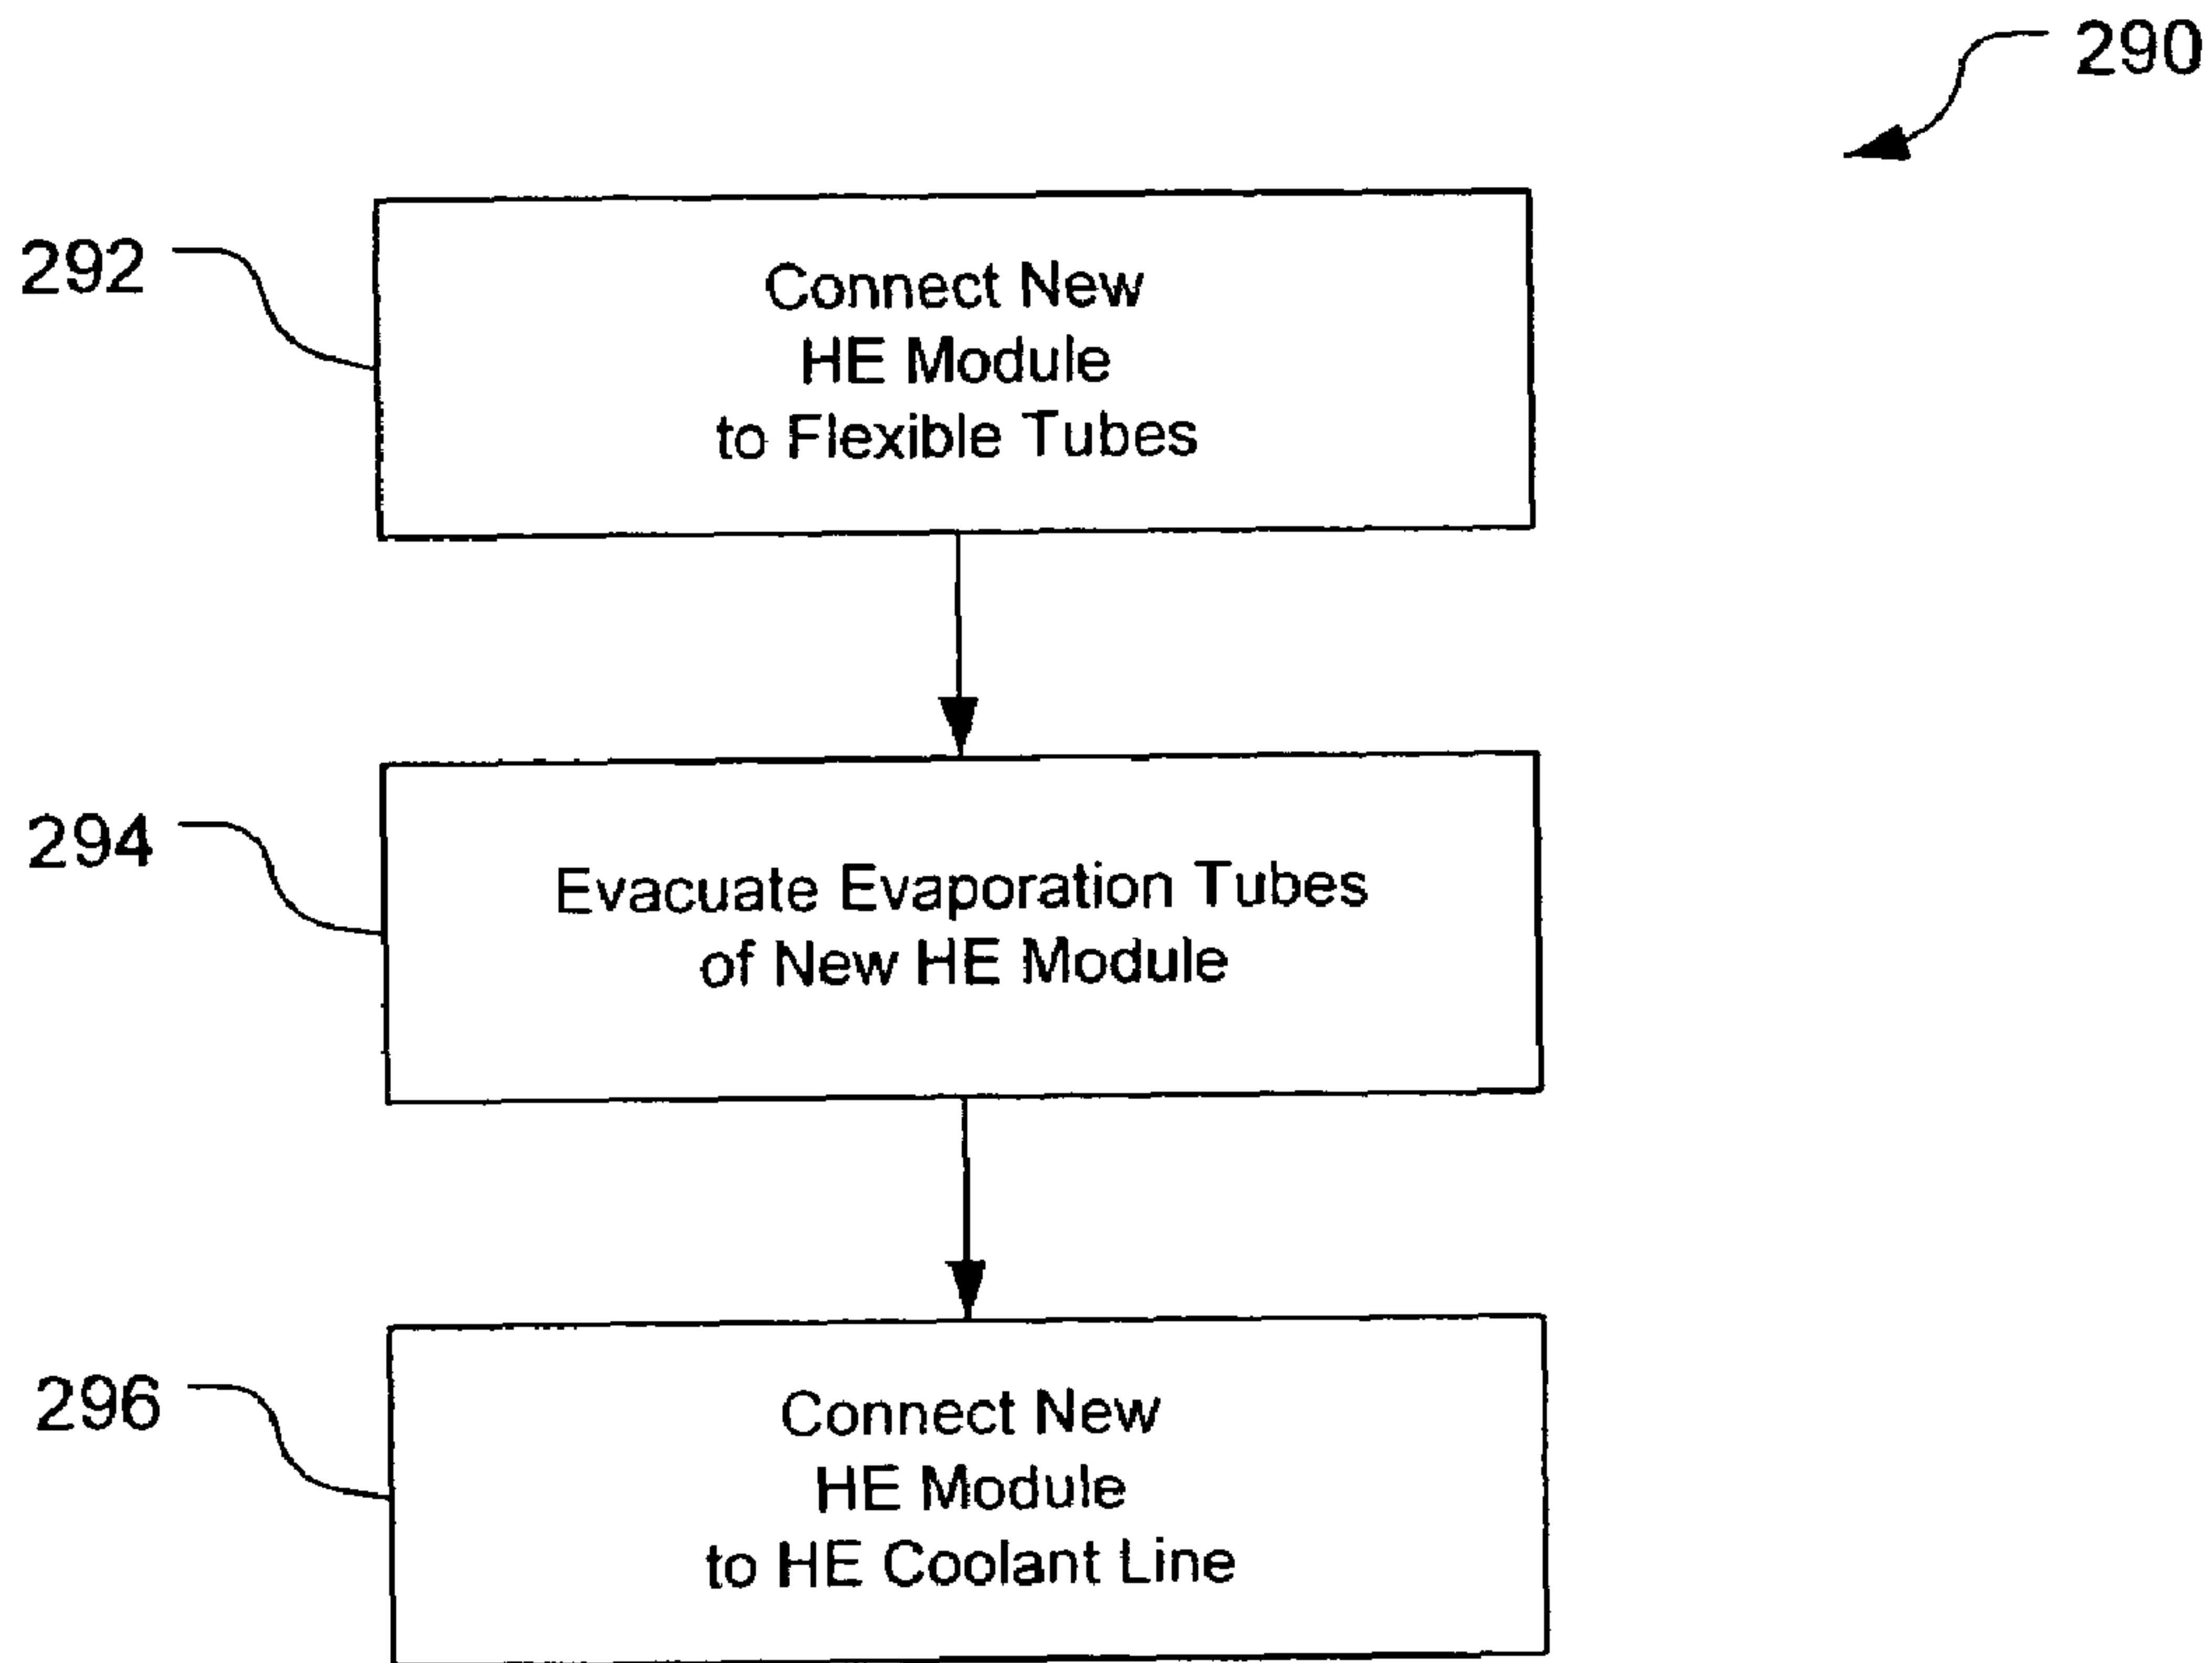 290
292
Connect New
HE Module
to Flexible Tubes
294
Evacuate Evaporation Tubes
of New HE Module
296
Connect New
HE Module
to HE Coolant Line